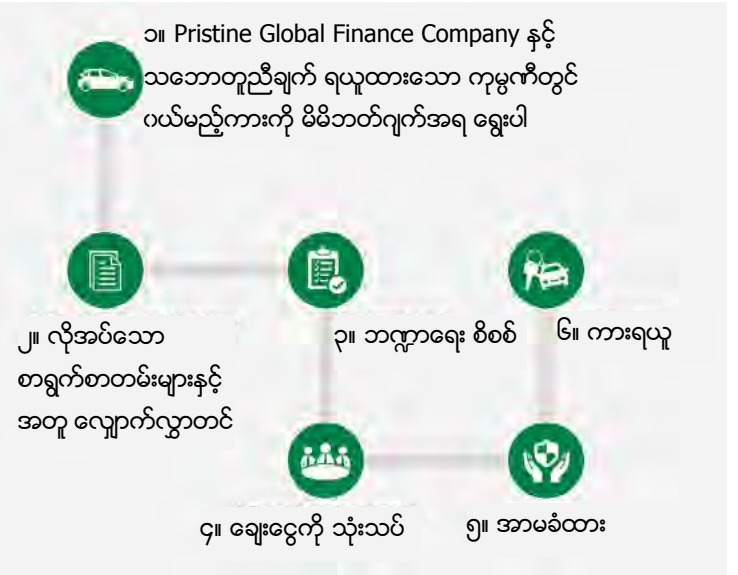 ၁။ Pristine Global Finance Company နှင့်
သဘောတူညီချက် ရယူထားသော ကုမ္ပဏီတွင်
ဝယ်မည့်ကားကို မိမိဘတ်ဂျက်အရ ရွေးပါ
၂။ လိုအပ်သော
စာရွက်စာတမ်းများနှင့်
အတူ လျှောက်လွှာတင်
၃။ ဘဏ္ဍာရေး စိစစ်
၆။ ကားရယူ
၄။ ချေးငွေကို သုံးသပ်
၅။ အာမခံထား